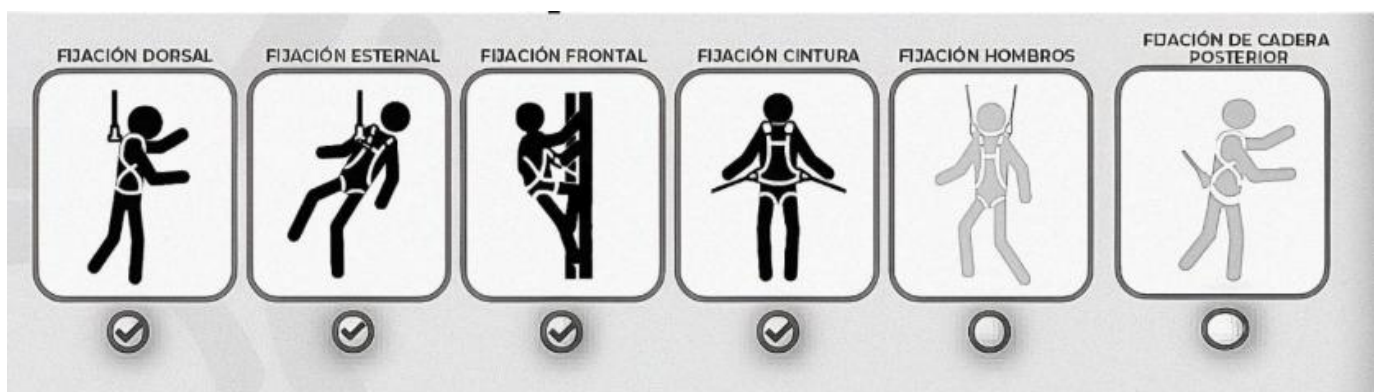 FIJACIÓN DORSAL
FIJACIÓN ESTERNAL
FIJACIÓN FRONTAL
FIJACIÓN CINTURA
FIJACIÓN HOMBROS
FIJACIÓN DE CADERA
POSTERIOR